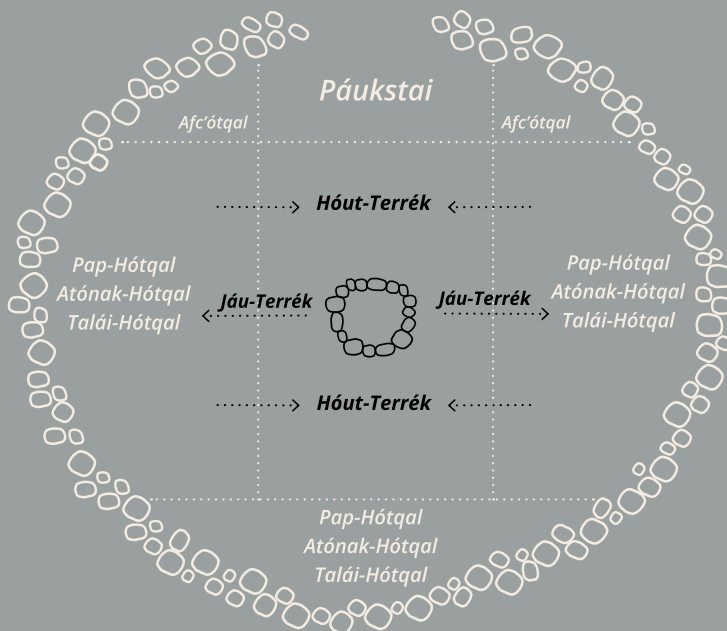 Páukstai
Afc'ótqal
Afc'ótqal
Hóut-Terrék
Pap-Hótqal
Atónak-Hótqal
Talái-Hótqal
Jáu-Terrék
Jáu-Terrék
Pap-Hótqal
Atónak-Hótqal
Talái-Hótqal
Hóut-Terrék
Pap-Hótqal
Atónak-Hótqal
Talái-Hótqal